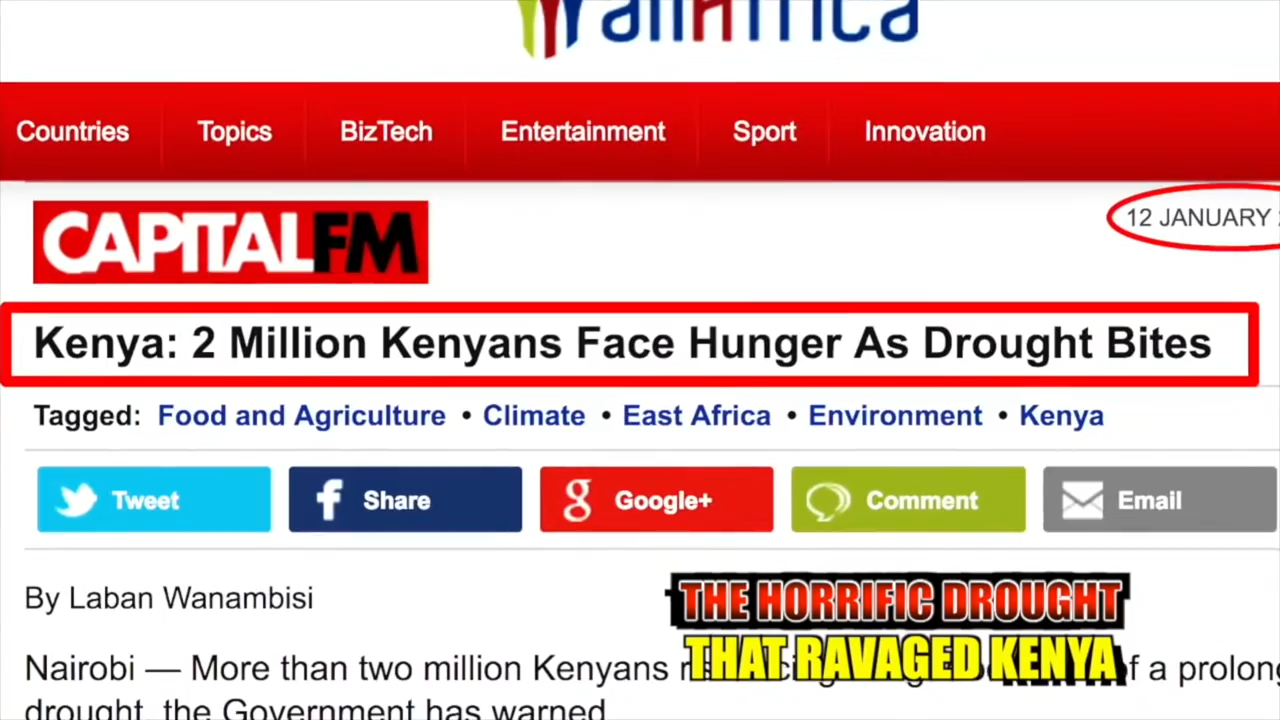 allAfrica
Countries Topics BizTech Entertainment Sport Innovation
CAPITALFM
12 JANUARY
Kenya: 2 Million Kenyans Face Hunger As Drought Bites
Tagged: Food and Agriculture • Climate • East Africa • Environment • Kenya
Tweet Share Google+ Comment Email
By Laban Wanambisi
THE HORRIFIC DROUGHT
THAT RAVAGED KENYA
Nairobi — More than two million Kenyans of a prolong
drought, the Government has warned